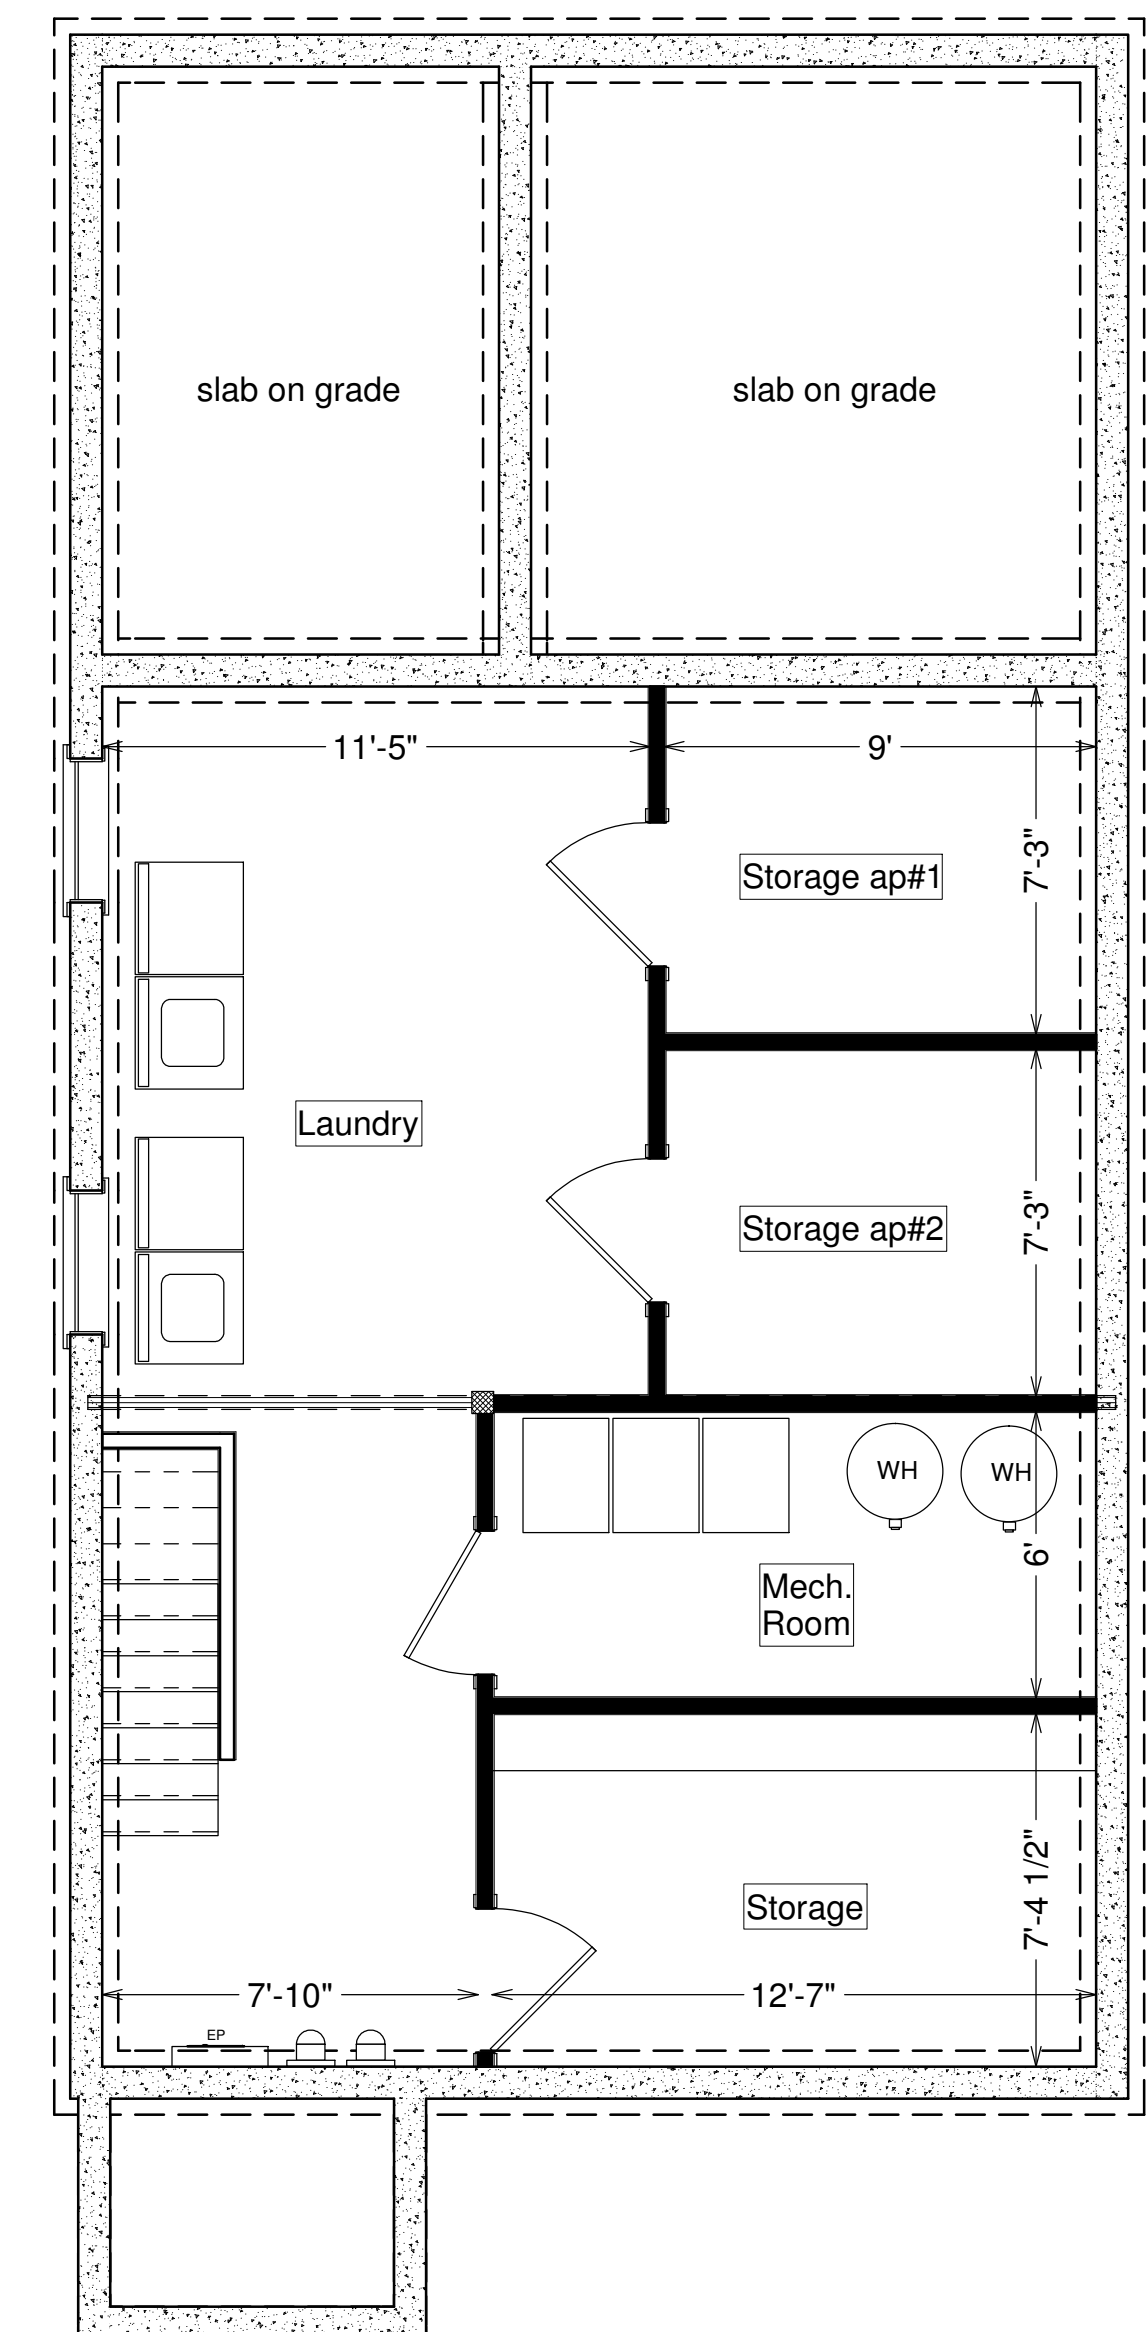 slab on grade
slab on grade
11'-5"
9'
7'-3"
Storage ap#1
Laundry
Storage ap#2
7'-3"
WH
WH
6'
Mech.
Room
7'-4 1/2"
Storage
7'-10"
12'-7"
EP